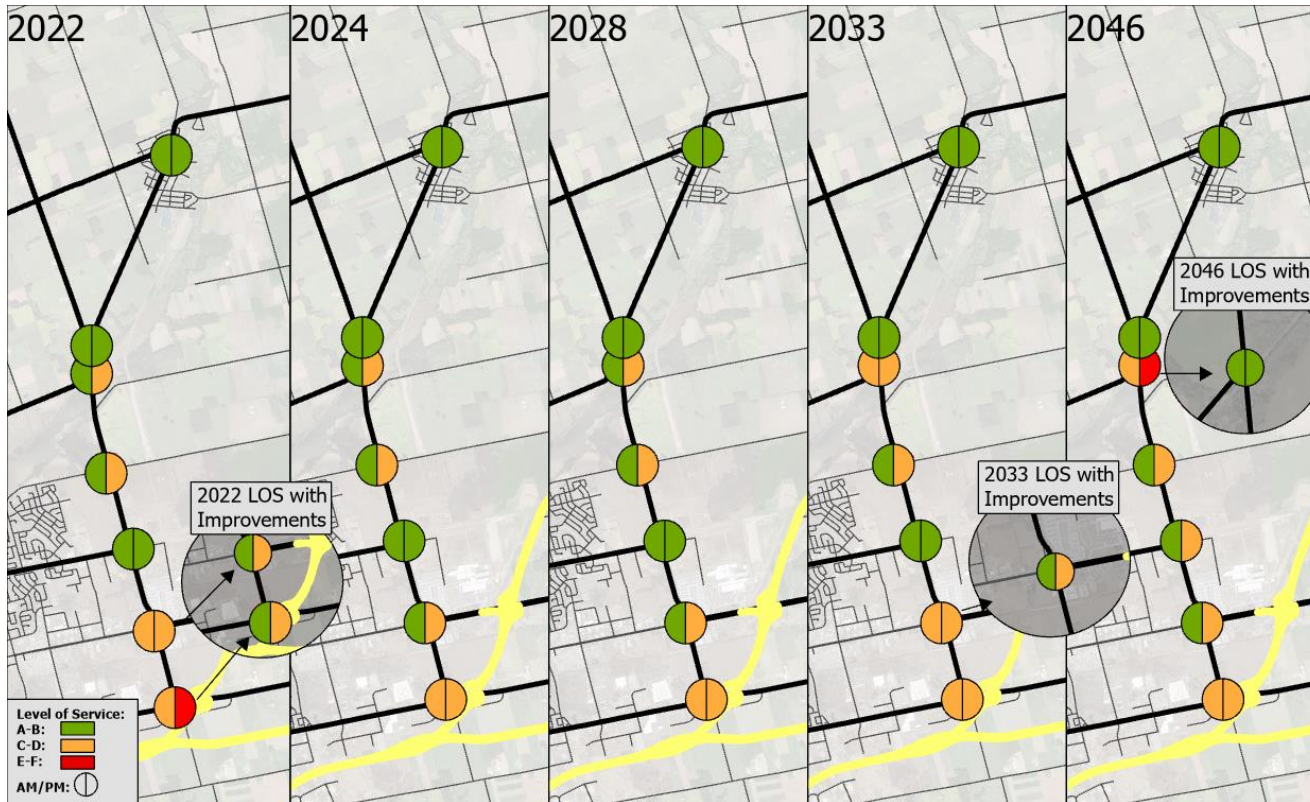 2022
2024
2028
2033
2046
2046 LOS with
Improvements
2033 LOS with
Improvements
2022 LOS with
Improvements
Level of Service:
A-B:
C-D:
E-F:
AM/PM: